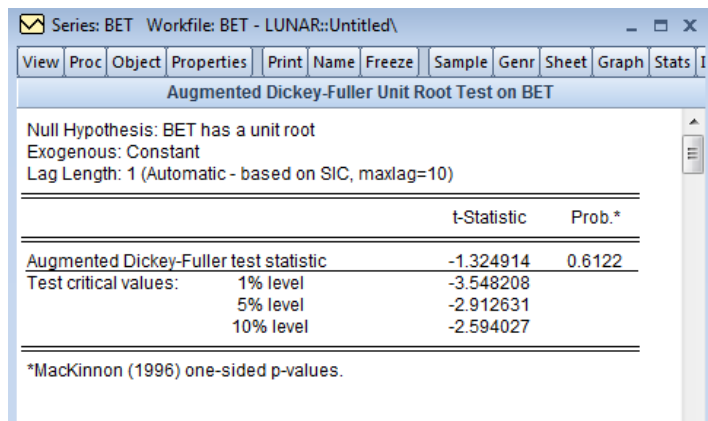 Series: BET Workfile: BET - LUNAR::Untitled\
View Proc Object Properties Print Name Freeze Sample Genr Sheet Graph Stats
Augmented Dickey-Fuller Unit Root Test on BET
Null Hypothesis: BET has a unit root
Exogenous: Constant
Lag Length: 1 (Automatic - based on SIC, maxlag=10)
t-Statistic Prob.*
Augmented Dickey-Fuller test statistic -1.324914 0.6122
Test critical values: 1% level -3.548208
5% level -2.912631
10% level -2.594027
*MacKinnon (1996) one-sided p-values.